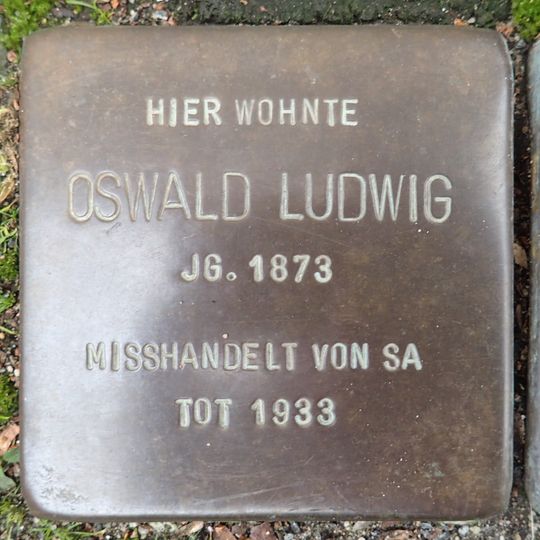 HIER WOHNTE
OSWALD LUDWIG
JG. 1873
MISSHANDELT VON SA
TOT 1933